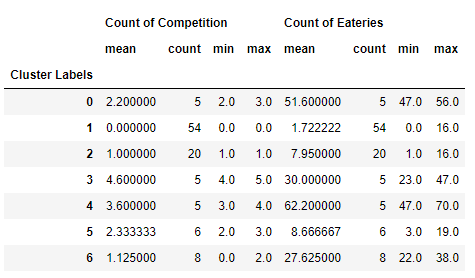 Count of Competition Count of Eateries
mean count min max mean count min max
Cluster Labels
0 2.200000 5 2.0 3.0 51.600000 5 47.0 56.0
1 0.000000 54 0.0 0.0 1.722222 54 0.0 16.0
2 1.000000 20 1.0 1.0 7.950000 20 1.0 16.0
3 4.600000 5 4.0 5.0 30.000000 5 23.0 47.0
4 3.600000 5 3.0 4.0 62.200000 5 47.0 70.0
5 2.333333 6 2.0 3.0 8.666667 6 3.0 19.0
6 1.125000 8 0.0 2.0 27.625000 8 22.0 38.0